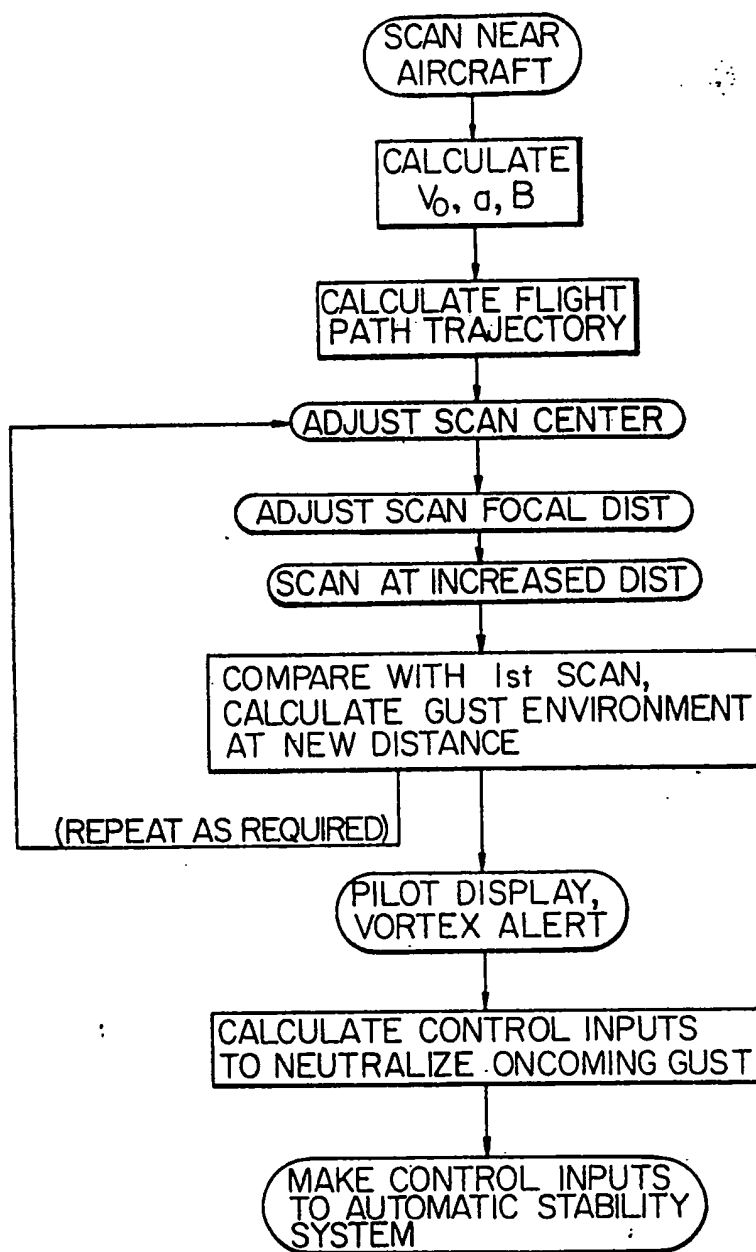 SCAN NEAR
AIRCRAFT
CALCULATE
V₀, a, B
CALCULATE FLIGHT
PATH TRAJECTORY
ADJUST SCAN CENTER
ADJUST SCAN FOCAL DIST
SCAN AT INCREASED DIST
COMPARE WITH 1st SCAN,
CALCULATE GUST ENVIRONMENT
AT NEW DISTANCE
(REPEAT AS REQUIRED)
PILOT DISPLAY,
VORTEX ALERT
CALCULATE CONTROL INPUTS
TO NEUTRALIZE ONCOMING GUST
MAKE CONTROL INPUTS
TO AUTOMATIC STABILITY
SYSTEM